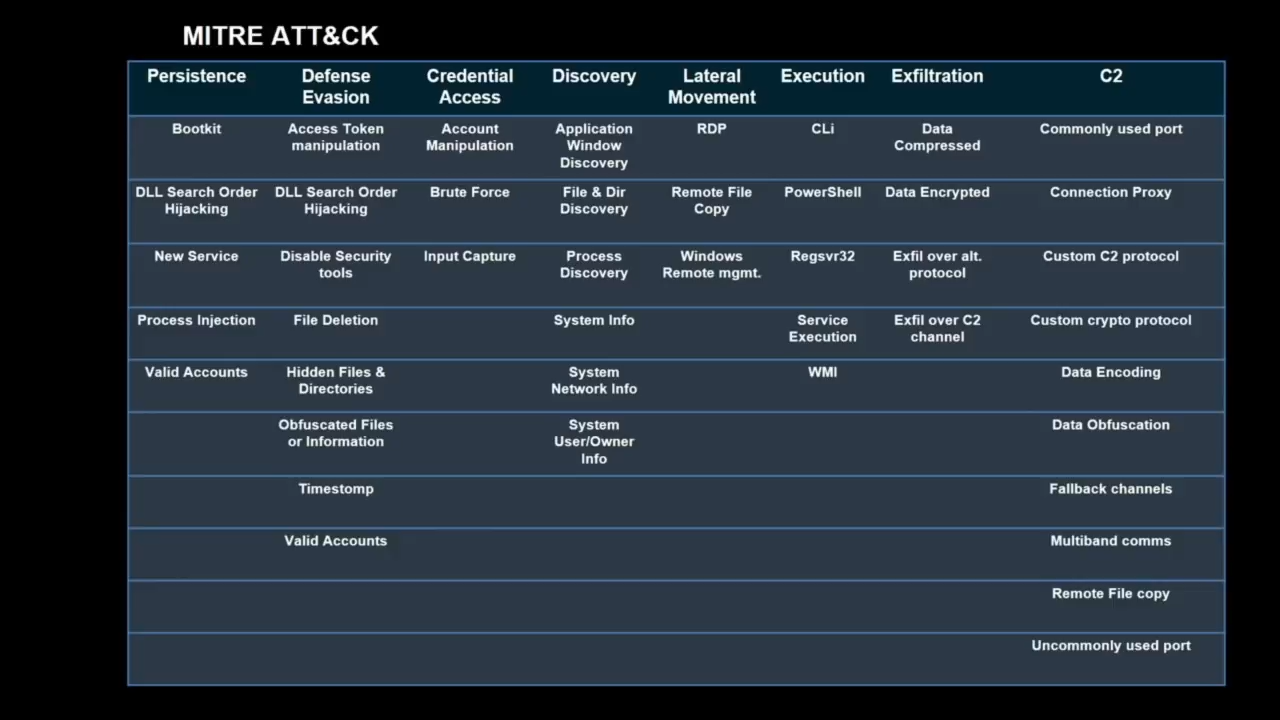 MITRE ATT&CK
Persistence
Defense
Evasion
Credential
Access
Discovery
Lateral
Movement
Execution
Exfiltration
C2
Bootkit
Access Token
manipulation
Account
Manipulation
Application
Window
Discovery
RDP
CLi
Data
Compressed
Commonly used port
DLL Search Order
Hijacking
DLL Search Order
Hijacking
Brute Force
File & Dir
Discovery
Remote File
Copy
PowerShell
Data Encrypted
Connection Proxy
New Service
Disable Security
tools
Input Capture
Process
Discovery
Windows
Remote mgmt.
Regsvr32
Exfil over alt.
protocol
Custom C2 protocol
Process Injection
File Deletion
System Info
Service
Execution
Exfil over C2
channel
Custom crypto protocol
Valid Accounts
Hidden Files &
Directories
System
Network Info
WMI
Data Encoding
Obfuscated Files
or Information
System
User/Owner
Info
Data Obfuscation
Timestomp
Fallback channels
Valid Accounts
Multiband comms
Remote File copy
Uncommonly used port